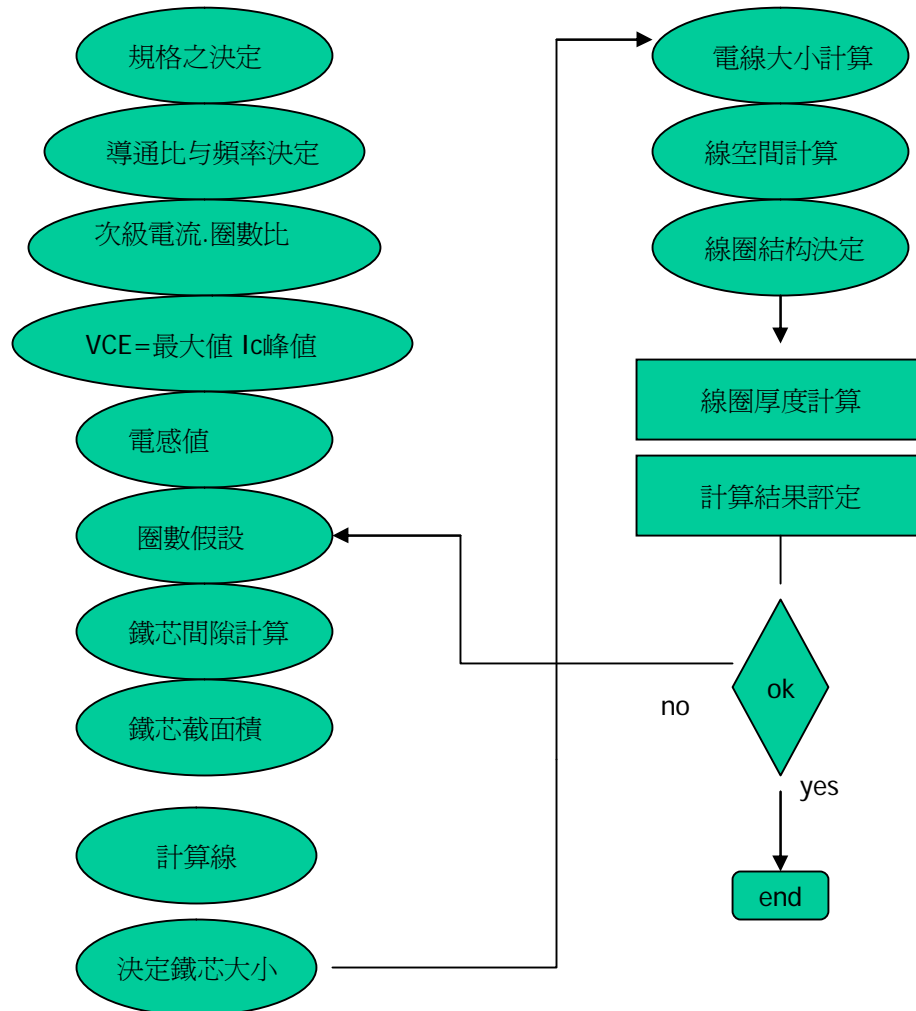 規格之決定
導通比与頻率決定
次級電流.圈數比
VCE=最大值 Ic峰值
電感值
圈數假設
鐵芯間隙計算
鐵芯截面積
計算線
決定鐵芯大小
電線大小計算
線空間計算
線圈結构決定
線圈厚度計算
計算結果評定
ok
no
yes
end